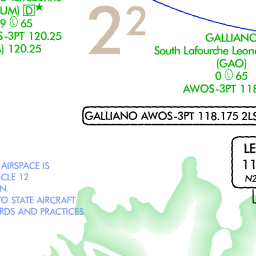 UM) D★
9 65
S-3PT 120.25
) 120.25
2²
GALLIANO
South Lafourche Leon
(GAO)
0 65
AWOS-3PT 118
GALLIANO AWOS-3PT 118.175 2LS
LE
11
N2
AIRSPACE IS
CLE 12
N.
TO STATE AIRCRAFT
RDS AND PRACTICES